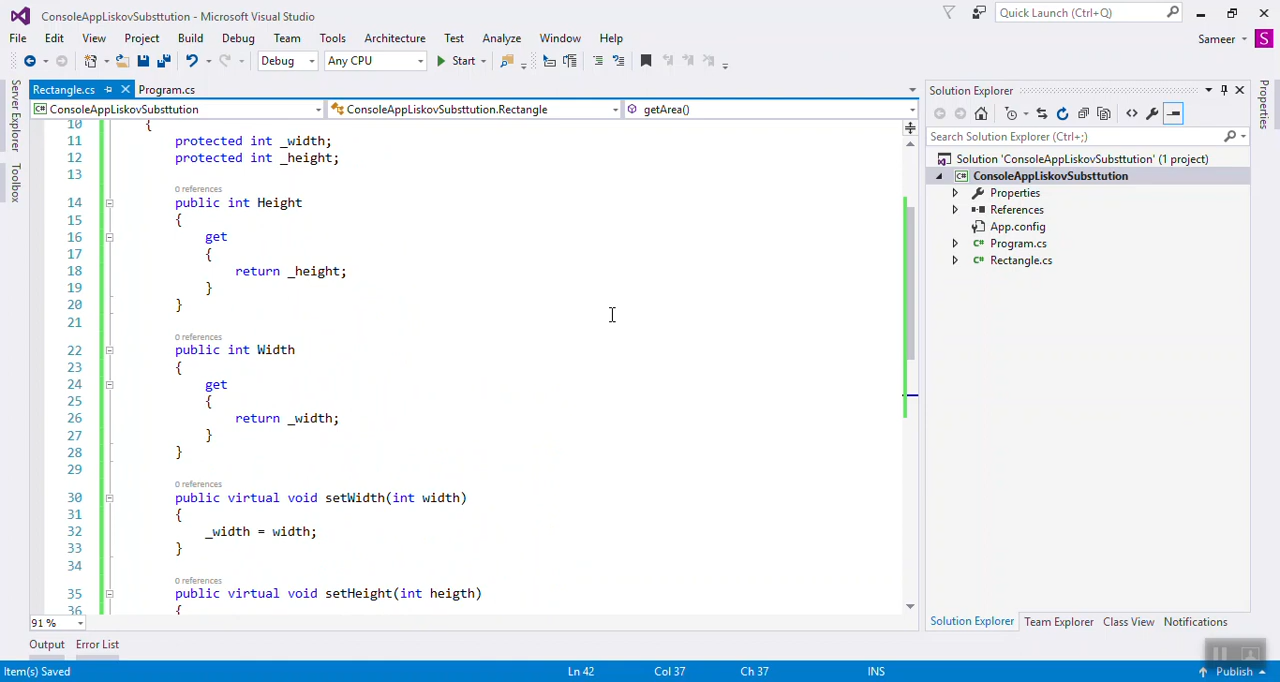 ConsoleAppLiskovSubsttution - Microsoft Visual Studio
Quick Launch (Ctrl+Q)
File Edit View Project Build Debug Team Tools Architecture Test Analyze Window Help
Sameer S
Debug Any CPU Start
Server Explorer
Toolbox
Rectangle.cs Program.cs
ConsoleAppLiskovSubsttution ConsoleAppLiskovSubsttution.Rectangle getArea()
10 {
11 protected int _width;
12 protected int _height;
13
0 references
14 public int Height
15 {
16 get
17 {
18 return _height;
19 }
20 }
21
0 references
22 public int Width
23 {
24 get
25 {
26 return _width;
27 }
28 }
29
0 references
30 public virtual void setWidth(int width)
31 {
32 _width = width;
33 }
34
0 references
35 public virtual void setHeight(int heigth)
36 {
91 %
Solution Explorer
Search Solution Explorer (Ctrl+;)
Solution 'ConsoleAppLiskovSubsttution' (1 project)
C# ConsoleAppLiskovSubsttution
Properties
References
App.config
C# Program.cs
C# Rectangle.cs
Solution Explorer Team Explorer Class View Notifications
Properties
Output Error List
Item(s) Saved Ln 42 Col 37 Ch 37 INS Publish